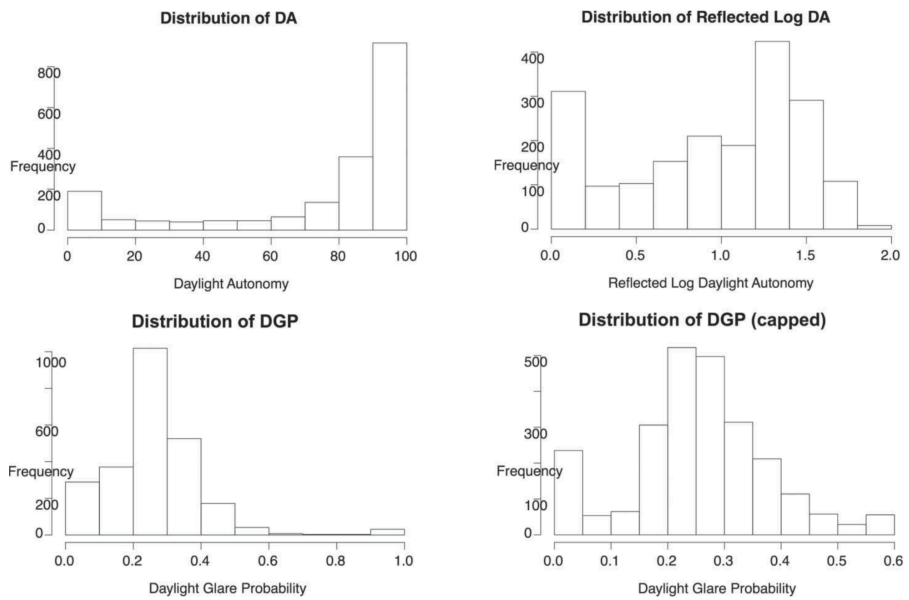 Distribution of DA
800
600
400
Frequency
200
0
0 20 40 60 80 100
Daylight Autonomy
Distribution of Reflected Log DA
400
300
200
Frequency
100
0
0.0 0.5 1.0 1.5 2.0
Reflected Log Daylight Autonomy
Distribution of DGP
1000
600
Frequency
200
0
0.0 0.2 0.4 0.6 0.8 1.0
Daylight Glare Probability
Distribution of DGP (capped)
500
300
Frequency
100
0
0.0 0.1 0.2 0.3 0.4 0.5 0.6
Daylight Glare Probability